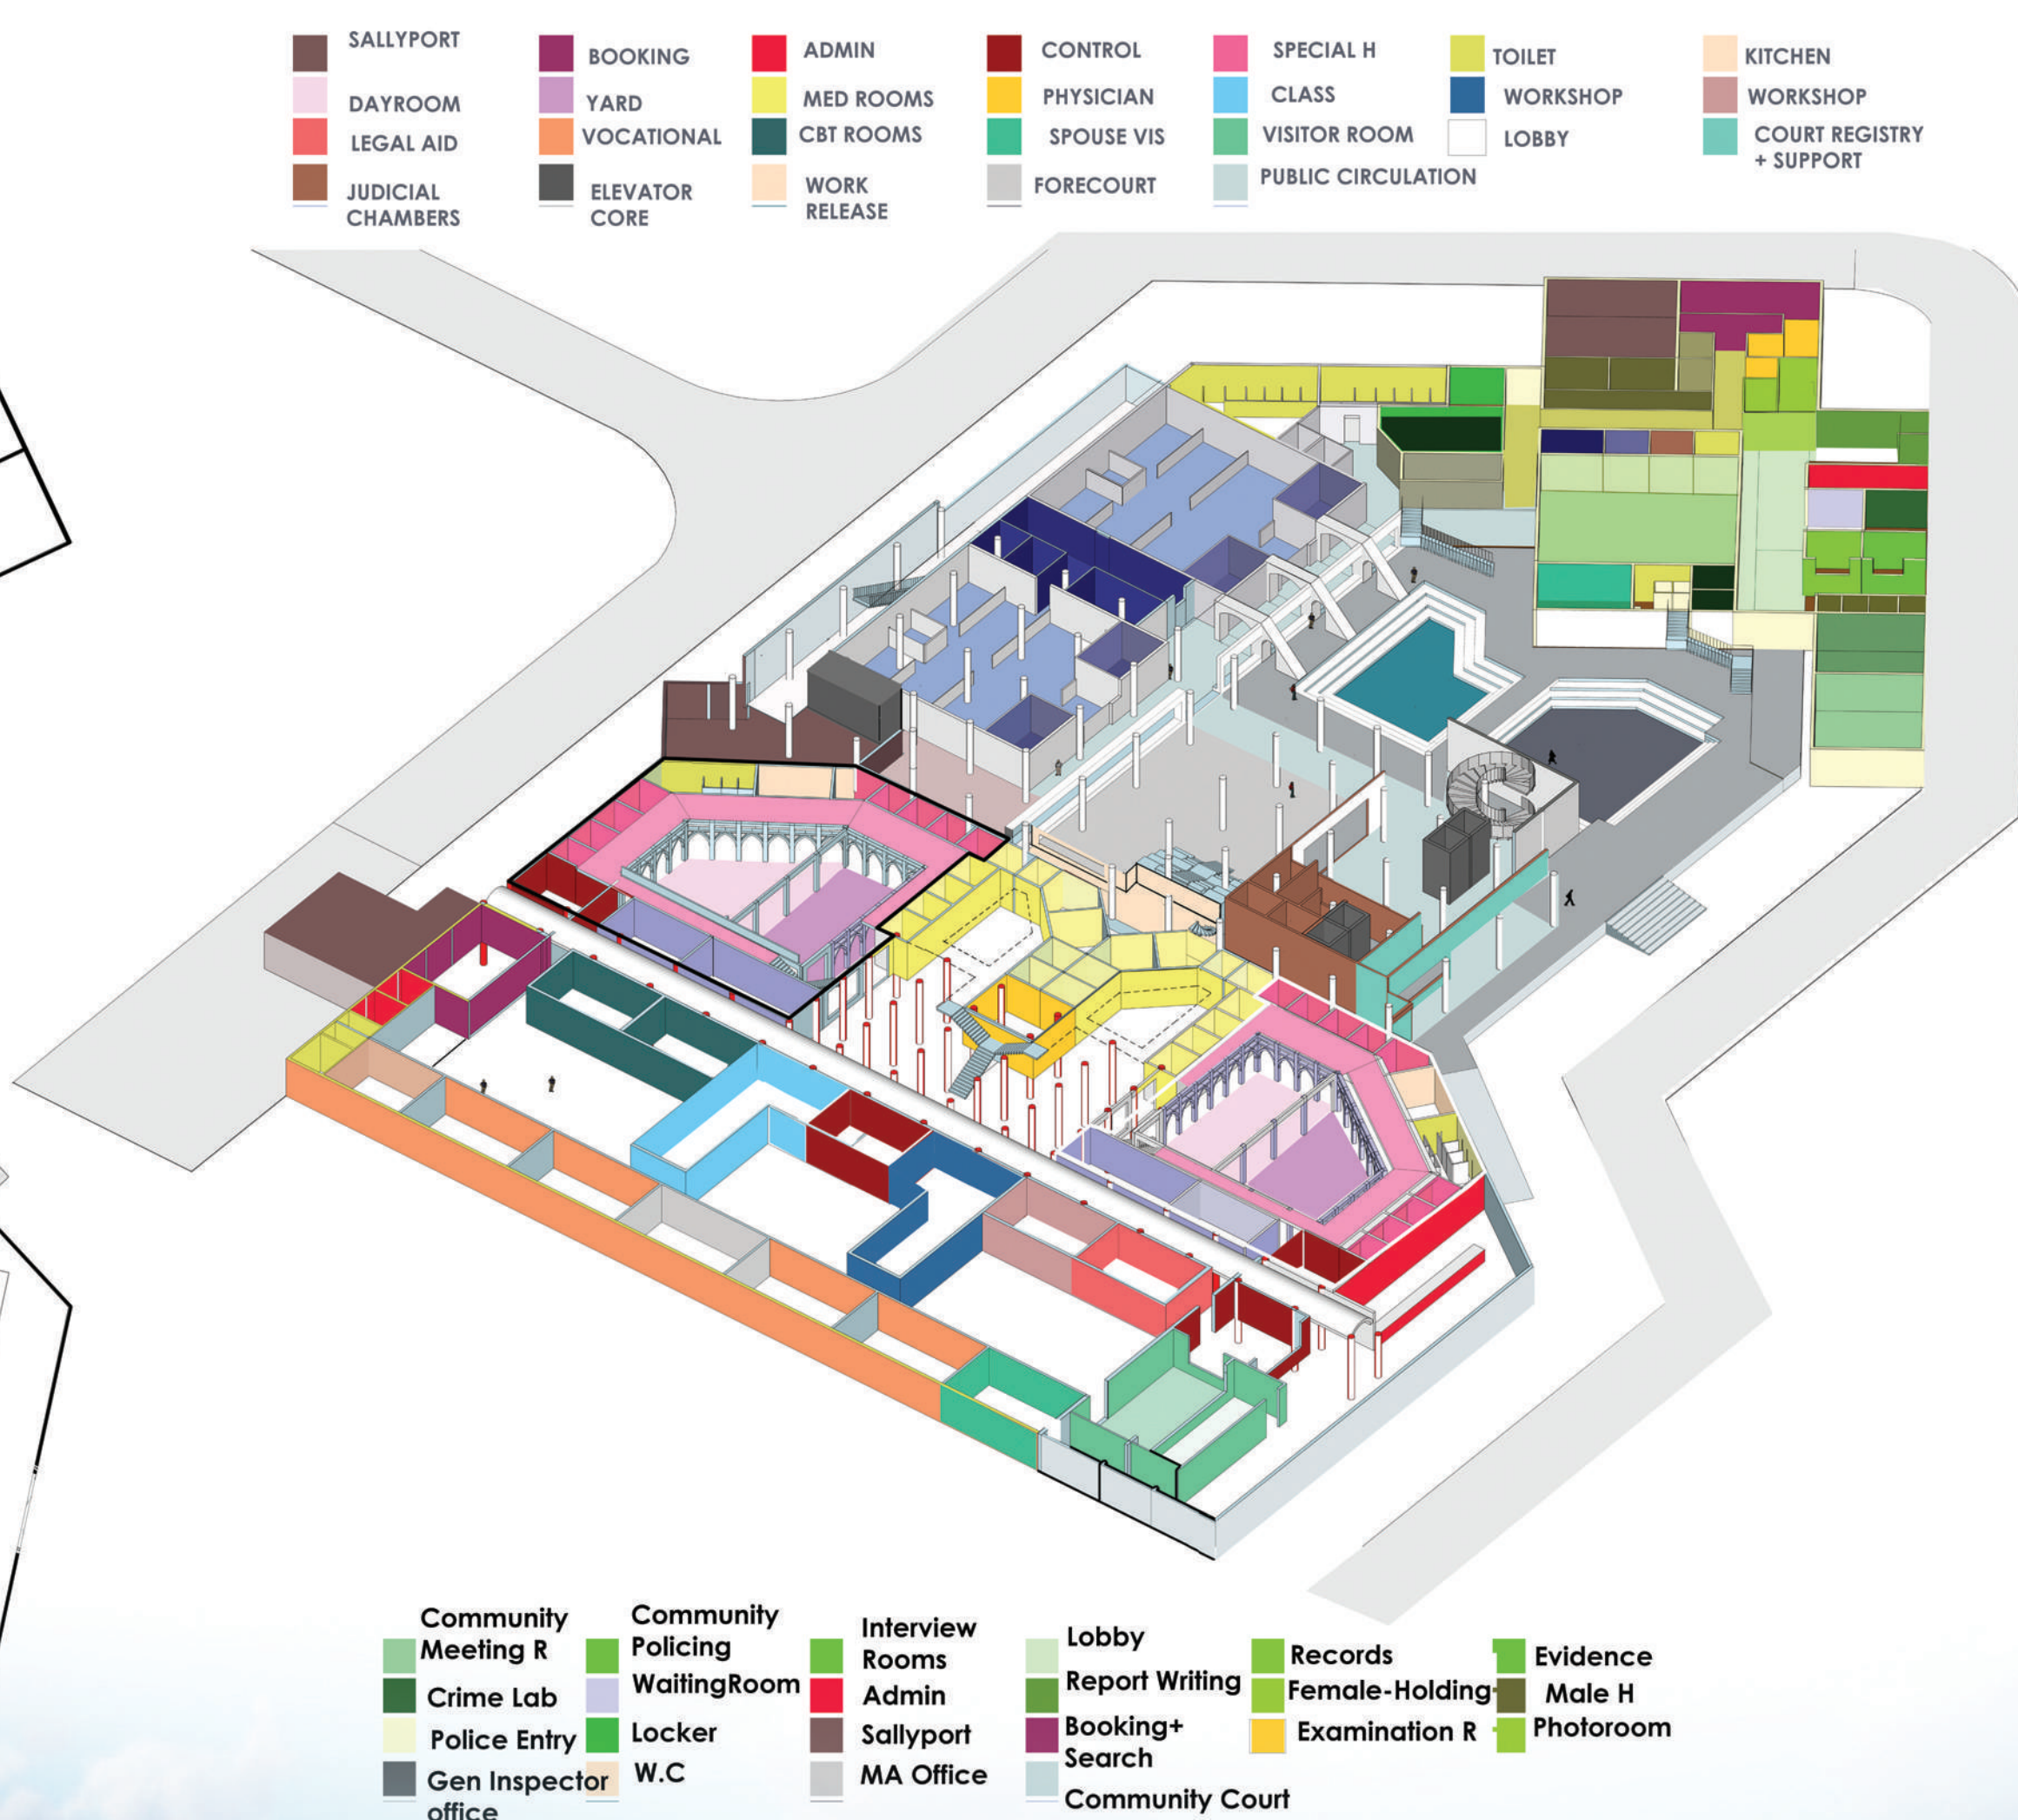 SALLYPORT
BOOKING
ADMIN
CONTROL
SPECIAL H
TOILET
KITCHEN
DAYROOM
YARD
MED ROOMS
PHYSICIAN
CLASS
WORKSHOP
WORKSHOP
LEGAL AID
VOCATIONAL
CBT ROOMS
SPOUSE VIS
VISITOR ROOM
LOBBY
COURT REGISTRY
+ SUPPORT
JUDICIAL
CHAMBERS
ELEVATOR
CORE
WORK
RELEASE
FORECOURT
PUBLIC CIRCULATION
Community
Meeting R
Community
Policing
Interview
Rooms
Lobby
Records
Evidence
Crime Lab
WaitingRoom
Admin
Report Writing
Female-Holding
Male H
Police Entry
Locker
Sallyport
Booking+
Search
Examination R
Photoroom
Gen Inspector
office
W.C
MA Office
Community Court